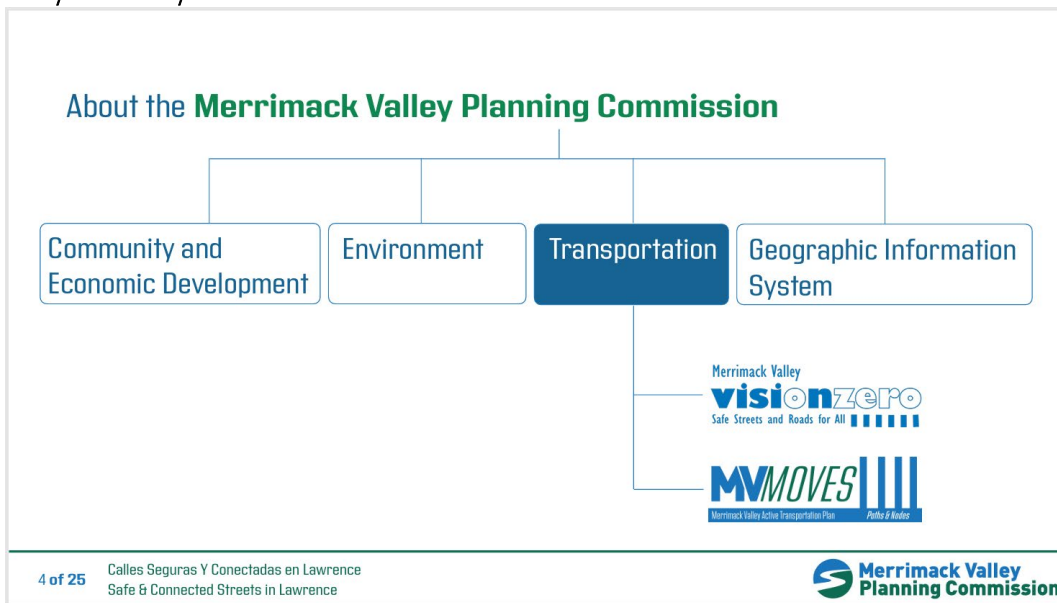 About the Merrimack Valley Planning Commission
Community and
Economic Development
Environment
Transportation
Geographic Information
System
Merrimack Valley
visionzero
Safe Streets and Roads for All
MVMOVES
Merrimack Valley Active Transportation Plan
Paths & Nodes
4 of 25
Calles Seguras Y Conectadas en Lawrence
Safe & Connected Streets in Lawrence
Merrimack Valley
Planning Commission